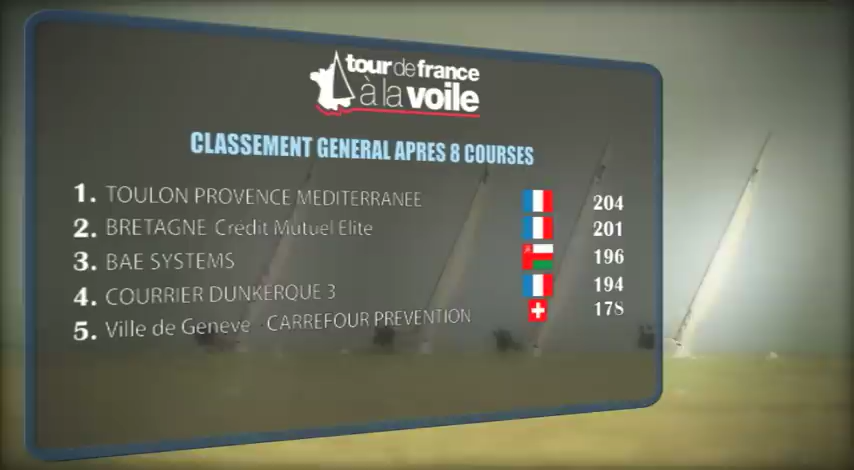 tour de france
à la voile
CLASSEMENT GENERAL APRES 8 COURSES
1. TOULON PROVENCE MEDITERRANEE 204
2. BRETAGNE Crédit Mutuel Elite 201
3. BAE SYSTEMS 196
4. COURRIER DUNKERQUE 3 194
5. Ville de Geneve - CARREFOUR PREVENTION 178